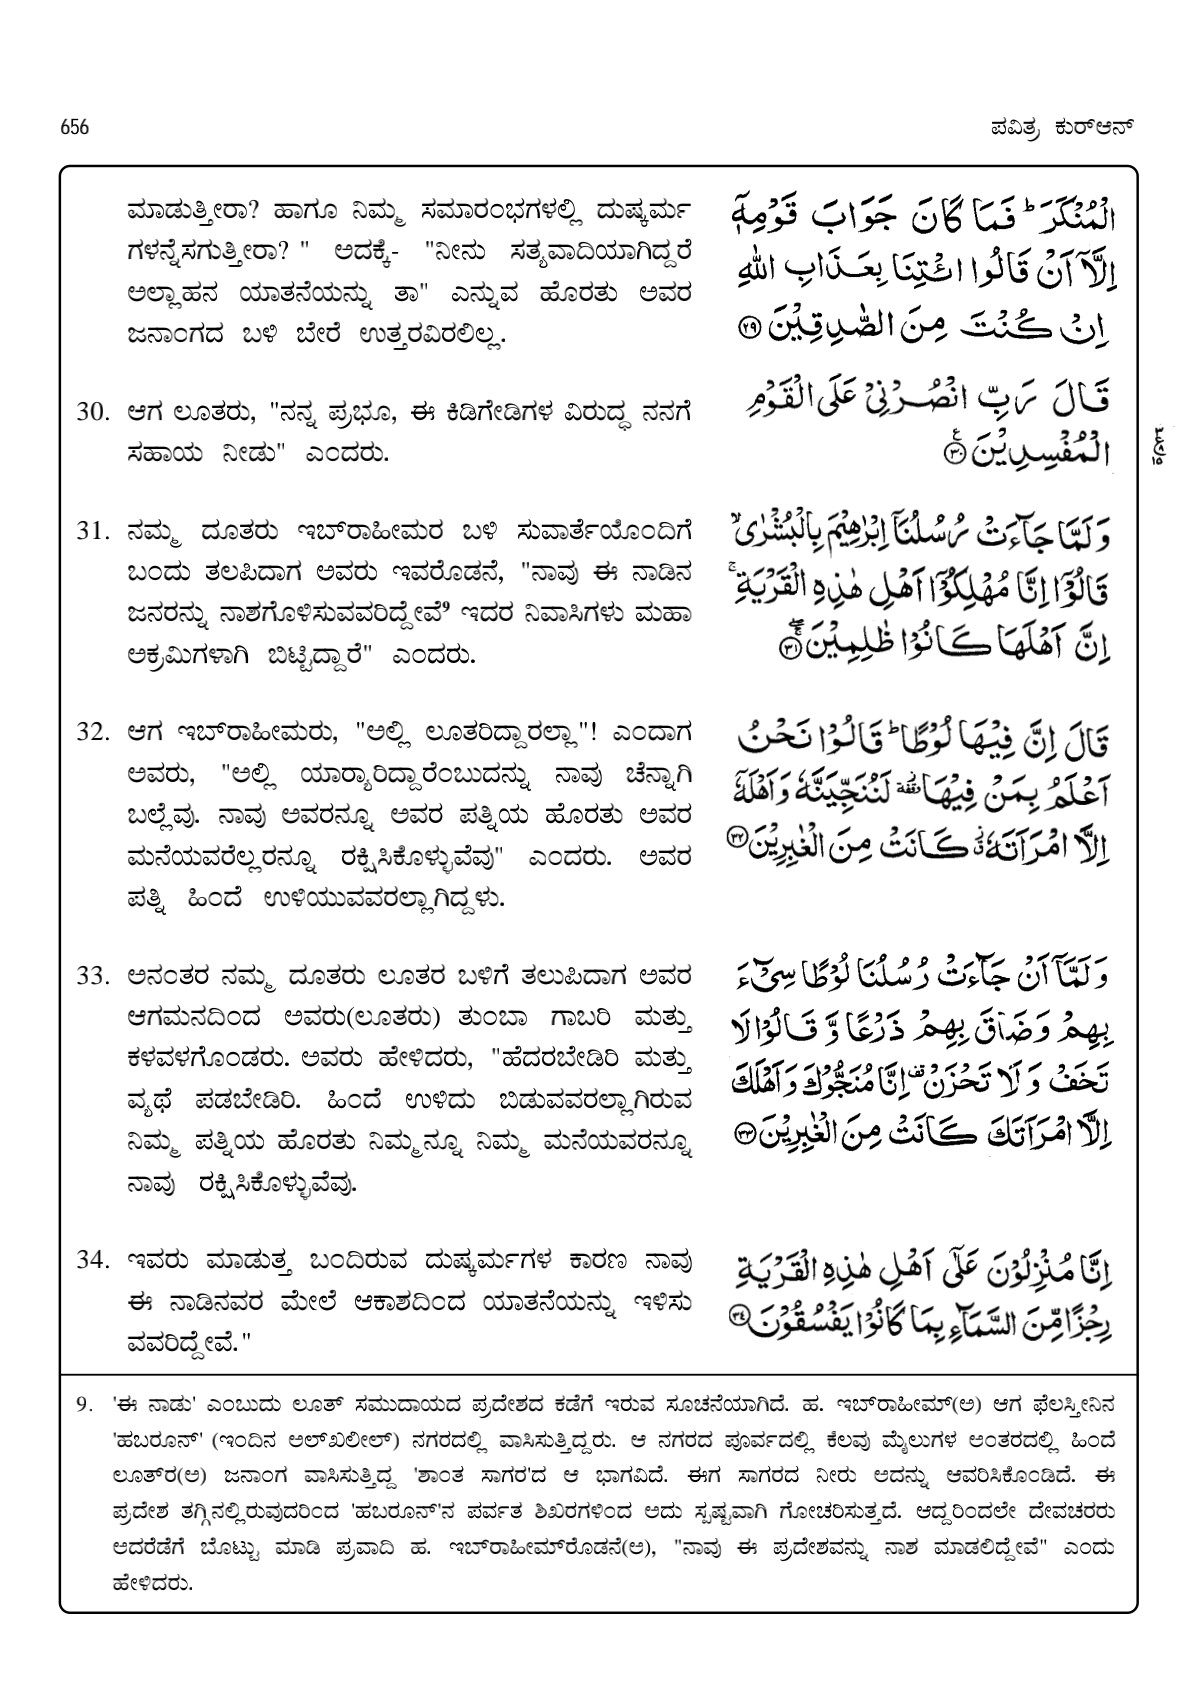 656
ಪವಿತ್ರ ಕುರ್‌ಆನ್
ಮಾಡುತ್ತೀರಾ? ಹಾಗೂ ನಿಮ್ಮ ಸಮಾರಂಭಗಳಲ್ಲಿ ದುಷ್ಕರ್ಮ
ಗಳನ್ನೆಸಗುತ್ತೀರಾ? " ಅದಕ್ಕೆ- "ನೀನು ಸತ್ಯವಾದಿಯಾಗಿದ್ದರೆ
ಅಲ್ಲಾಹನ ಯಾತನೆಯನ್ನು ತಾ" ಎನ್ನುವ ಹೊರತು ಅವರ
ಜನಾಂಗದ ಬಳಿ ಬೇರೆ ಉತ್ತರವಿರಲಿಲ್ಲ.
الْمُنْكَرَ ؕ فَمَا كَانَ جَوَابَ قَوْمِهٖۤ
اِلَّاۤ اَنْ قَالُوا ائْتِنَا بِعَذَابِ اللّٰهِ
اِنْ كُنْتَ مِنَ الصّٰدِقِيْنَ ﴿۲۹﴾
30. ಆಗ ಲೂತರು, "ನನ್ನ ಪ್ರಭೂ, ಈ ಕಿಡಿಗೇಡಿಗಳ ವಿರುದ್ಧ ನನಗೆ
ಸಹಾಯ ನೀಡು" ಎಂದರು.
قَالَ رَبِّ انْصُرْنِيْ عَلَى الْقَوْمِ
الْمُفْسِدِيْنَ ﴿۳۰﴾
31. ನಮ್ಮ ದೂತರು ಇಬ್‌ರಾಹೀಮರ ಬಳಿ ಸುವಾರ್ತೆಯೊಂದಿಗೆ
ಬಂದು ತಲಪಿದಾಗ ಅವರು ಇವರೊಡನೆ, "ನಾವು ಈ ನಾಡಿನ
ಜನರನ್ನು ನಾಶಗೊಳಿಸುವವರಿದ್ದೇವೆ⁹ ಇದರ ನಿವಾಸಿಗಳು ಮಹಾ
ಅಕ್ರಮಿಗಳಾಗಿ ಬಿಟ್ಟಿದ್ದಾರೆ" ಎಂದರು.
وَلَمَّا جَآءَتْ رُسُلُنَاۤ اِبْرٰهِيْمَ بِالْبُشْرٰى ۙ
قَالُوْۤا اِنَّا مُهْلِكُوْۤا اَهْلِ هٰذِهِ الْقَرْيَةِ ۚ
اِنَّ اَهْلَهَا كَانُوْا ظٰلِمِيْنَ ﴿۳۱﴾
32. ಆಗ ಇಬ್‌ರಾಹೀಮರು, "ಅಲ್ಲಿ ಲೂತರಿದ್ದಾರಲ್ಲಾ"! ಎಂದಾಗ
ಅವರು, "ಅಲ್ಲಿ ಯಾರ‍್ಯಾರಿದ್ದಾರೆಂಬುದನ್ನು ನಾವು ಚೆನ್ನಾಗಿ
ಬಲ್ಲೆವು. ನಾವು ಅವರನ್ನೂ ಅವರ ಪತ್ನಿಯ ಹೊರತು ಅವರ
ಮನೆಯವರೆಲ್ಲರನ್ನೂ ರಕ್ಷಿಸಿಕೊಳ್ಳುವೆವು" ಎಂದರು. ಅವರ
ಪತ್ನಿ ಹಿಂದೆ ಉಳಿಯುವವರಲ್ಲಾಗಿದ್ದಳು.
قَالَ اِنَّ فِيْهَا لُوْطًا ؕ قَالُوْا نَحْنُ
اَعْلَمُ بِمَنْ فِيْهَا ۥ لَنُنَجِّيَنَّهٗ وَاَهْلَهٗۤ
اِلَّا امْرَاَتَهٗ ۥ كَانَتْ مِنَ الْغٰبِرِيْنَ ﴿۳۲﴾
33. ಅನಂತರ ನಮ್ಮ ದೂತರು ಲೂತರ ಬಳಿಗೆ ತಲುಪಿದಾಗ ಅವರ
ಆಗಮನದಿಂದ ಅವರು(ಲೂತರು) ತುಂಬಾ ಗಾಬರಿ ಮತ್ತು
ಕಳವಳಗೊಂಡರು. ಅವರು ಹೇಳಿದರು, "ಹೆದರಬೇಡಿರಿ ಮತ್ತು
ವ್ಯಥೆ ಪಡಬೇಡಿರಿ. ಹಿಂದೆ ಉಳಿದು ಬಿಡುವವರಲ್ಲಾಗಿರುವ
ನಿಮ್ಮ ಪತ್ನಿಯ ಹೊರತು ನಿಮ್ಮನ್ನೂ ನಿಮ್ಮ ಮನೆಯವರನ್ನೂ
ನಾವು ರಕ್ಷಿಸಿಕೊಳ್ಳುವೆವು.
وَلَمَّاۤ اَنْ جَآءَتْ رُسُلُنَا لُوْطًا سِيْٓءَ
بِهِمْ وَضَاقَ بِهِمْ ذَرْعًا وَّ قَالُوْا لَا
تَخَفْ وَلَا تَحْزَنْ ۫ اِنَّا مُنَجُّوْكَ وَاَهْلَكَ
اِلَّا امْرَاَتَكَ كَانَتْ مِنَ الْغٰبِرِيْنَ ﴿۳۳﴾
34. ಇವರು ಮಾಡುತ್ತ ಬಂದಿರುವ ದುಷ್ಕರ್ಮಗಳ ಕಾರಣ ನಾವು
ಈ ನಾಡಿನವರ ಮೇಲೆ ಆಕಾಶದಿಂದ ಯಾತನೆಯನ್ನು ಇಳಿಸು
ವವರಿದ್ದೇವೆ."
اِنَّا مُنْزِلُوْنَ عَلٰۤى اَهْلِ هٰذِهِ الْقَرْيَةِ
رِجْزًا مِّنَ السَّمَآءِ بِمَا كَانُوْا يَفْسُقُوْنَ ﴿۳۴﴾
9. 'ಈ ನಾಡು' ಎಂಬುದು ಲೂತ್ ಸಮುದಾಯದ ಪ್ರದೇಶದ ಕಡೆಗೆ ಇರುವ ಸೂಚನೆಯಾಗಿದೆ. ಹ. ಇಬ್‌ರಾಹೀಮ್(ಅ) ಆಗ ಫೆಲಸ್ತೀನಿನ
'ಹಬರೂನ್' (ಇಂದಿನ ಅಲ್‌ಖಲೀಲ್) ನಗರದಲ್ಲಿ ವಾಸಿಸುತ್ತಿದ್ದರು. ಆ ನಗರದ ಪೂರ್ವದಲ್ಲಿ ಕೆಲವು ಮೈಲುಗಳ ಅಂತರದಲ್ಲಿ ಹಿಂದೆ
ಲೂತ್‌ರ(ಅ) ಜನಾಂಗ ವಾಸಿಸುತ್ತಿದ್ದ 'ಶಾಂತ ಸಾಗರ'ದ ಆ ಭಾಗವಿದೆ. ಈಗ ಸಾಗರದ ನೀರು ಅದನ್ನು ಆವರಿಸಿಕೊಂಡಿದೆ. ಈ
ಪ್ರದೇಶ ತಗ್ಗಿನಲ್ಲಿರುವುದರಿಂದ 'ಹಬರೂನ್'ನ ಪರ್ವತ ಶಿಖರಗಳಿಂದ ಅದು ಸ್ಪಷ್ಟವಾಗಿ ಗೋಚರಿಸುತ್ತದೆ. ಆದ್ದರಿಂದಲೇ ದೇವಚರರು
ಅದರೆಡೆಗೆ ಬೊಟ್ಟು ಮಾಡಿ ಪ್ರವಾದಿ ಹ. ಇಬ್‌ರಾಹೀಮ್‌ರೊಡನೆ(ಅ), "ನಾವು ಈ ಪ್ರದೇಶವನ್ನು ನಾಶ ಮಾಡಲಿದ್ದೇವೆ" ಎಂದು
ಹೇಳಿದರು.